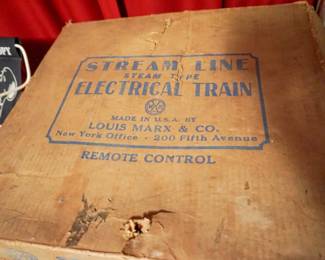 STREAM LINE
STEAM TYPE
ELECTRICAL TRAIN
MADE IN U.S.A. BY
LOUIS MARX & CO.
New York Office - 200 Fifth Avenue
REMOTE CONTROL